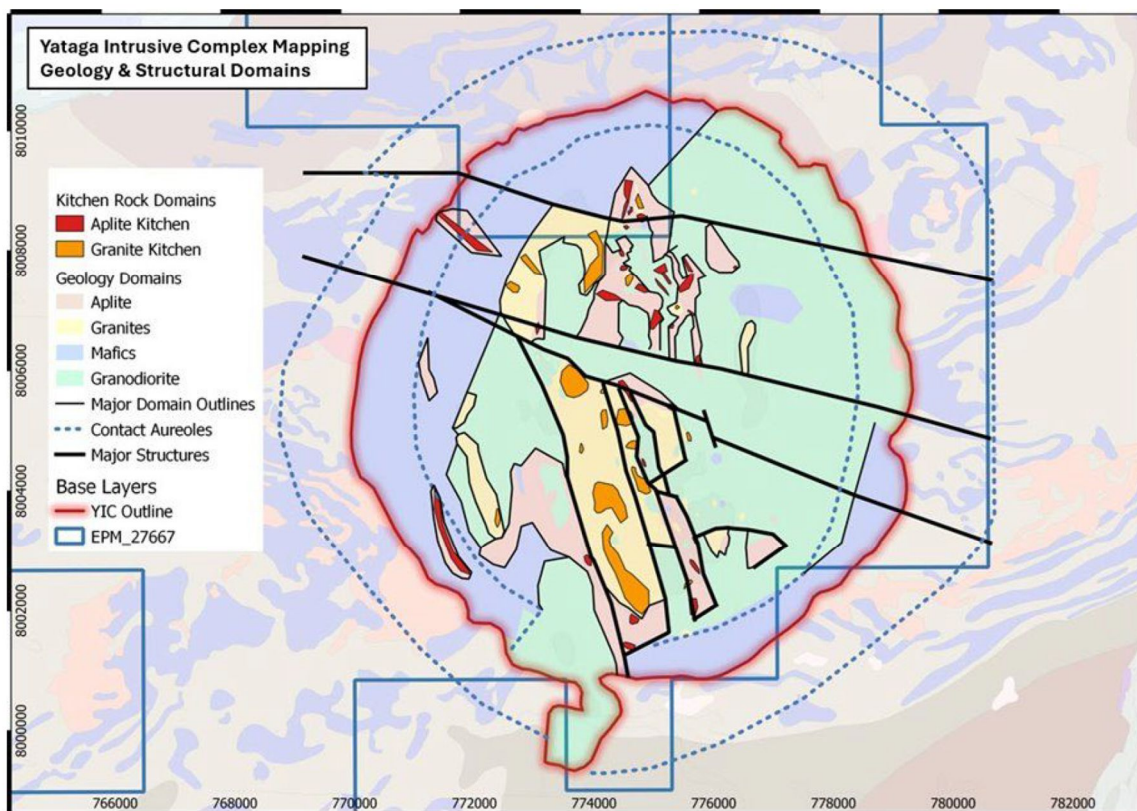 Yataga Intrusive Complex Mapping
Geology & Structural Domains
Kitchen Rock Domains
Aplite Kitchen
Granite Kitchen
Geology Domains
Aplite
Granites
Mafics
Granodiorite
Major Domain Outlines
Contact Aureoles
Major Structures
Base Layers
YIC Outline
EPM_27667
8010000
8008000
8006000
8004000
8002000
8000000
766000
768000
770000
772000
774000
776000
778000
780000
782000